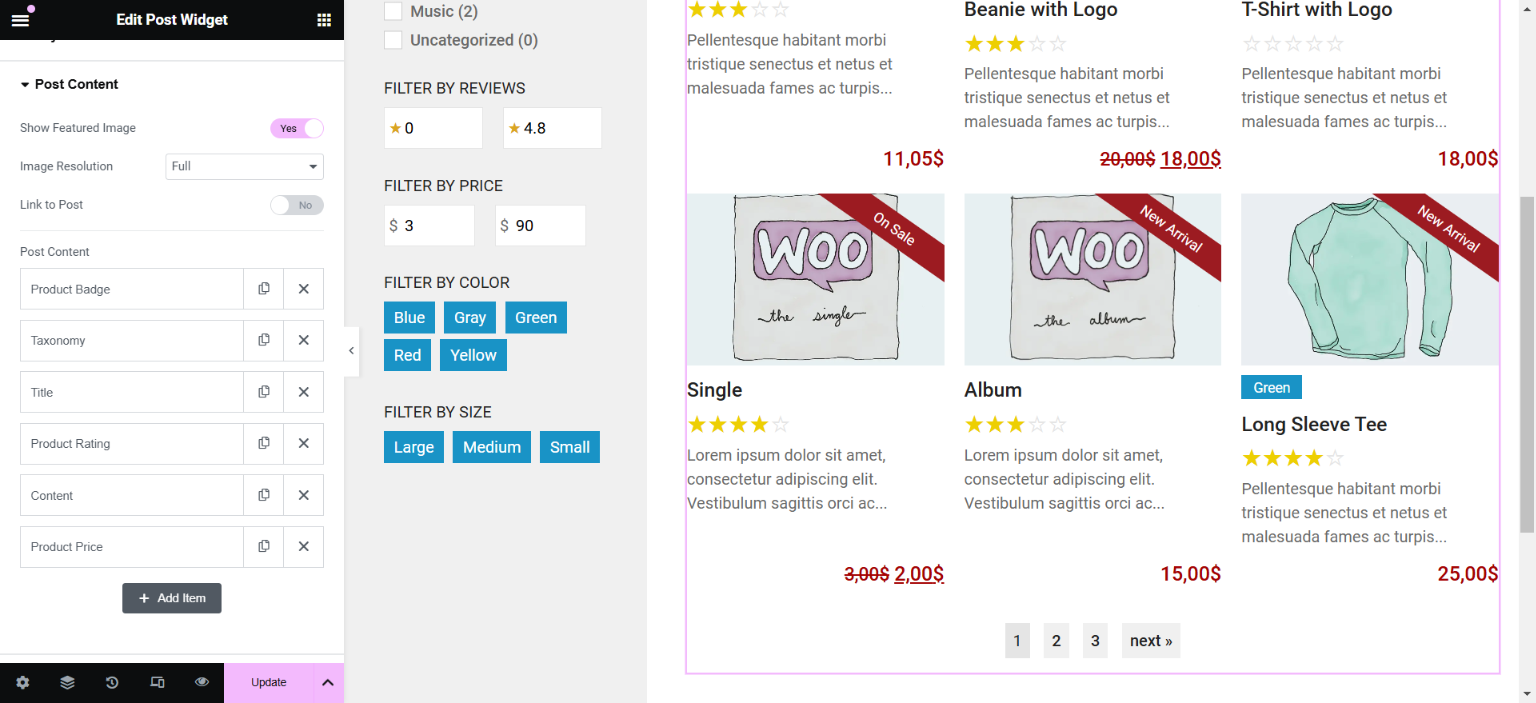 Edit Post Widget
Post Content
Show Featured Image
Yes
Image Resolution
Full
Link to Post
No
Post Content
Product Badge
Taxonomy
Title
Product Rating
Content
Product Price
+ Add Item
Update
Music (2)
Uncategorized (0)
FILTER BY REVIEWS
★ 0
★ 4.8
FILTER BY PRICE
$ 3
$ 90
FILTER BY COLOR
Blue Gray Green
Red Yellow
FILTER BY SIZE
Large Medium Small
Pellentesque habitant morbi
tristique senectus et netus et
malesuada fames ac turpis...
11,05$
Beanie with Logo
Pellentesque habitant morbi
tristique senectus et netus et
malesuada fames ac turpis...
20,00$ 18,00$
T-Shirt with Logo
Pellentesque habitant morbi
tristique senectus et netus et
malesuada fames ac turpis...
18,00$
On Sale
WOO
the single
Single
Lorem ipsum dolor sit amet,
consectetur adipiscing elit.
Vestibulum sagittis orci ac...
3,00$ 2,00$
New Arrival
WOO
the album
Album
Lorem ipsum dolor sit amet,
consectetur adipiscing elit.
Vestibulum sagittis orci ac...
15,00$
New Arrival
Green
Long Sleeve Tee
Pellentesque habitant morbi
tristique senectus et netus et
malesuada fames ac turpis...
25,00$
1 2 3 next »